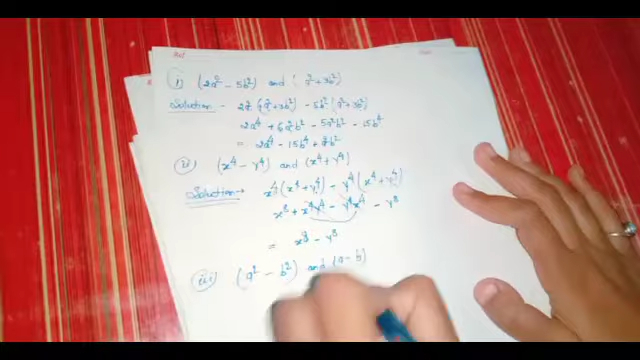 i) (2a² - 5b²) and (a² + 3b²)
Solution - 2a²(a² + 3b²) - 5b²(a² + 3b²)
2a⁴ + 6a²b² - 5a²b² - 15b⁴
= 2a⁴ - 15b⁴ + a²b²
ii) (x⁴ - y⁴) and (x⁴ + y⁴)
Solution → x⁴(x⁴ + y⁴) - y⁴(x⁴ + y⁴)
x⁸ + x⁴y⁴ - y⁴x⁴ - y⁸
= x⁸ - y⁸
iii) (a² - b²) and (a - b)